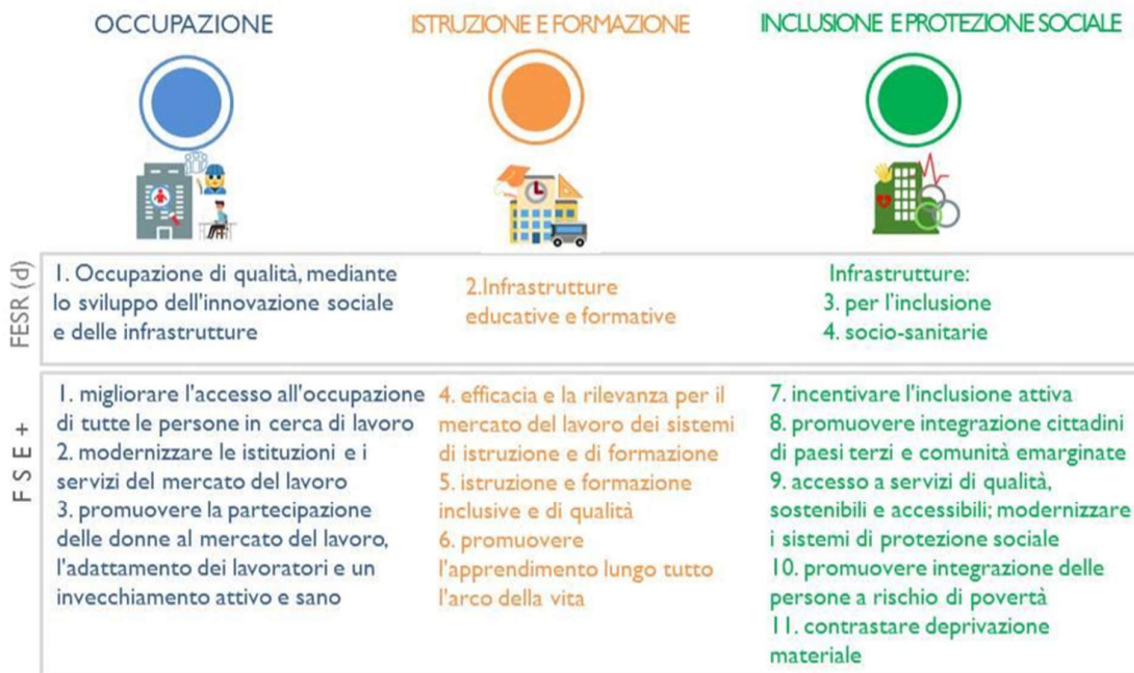 OCCUPAZIONE
ISTRUZIONE E FORMAZIONE
INCLUSIONE E PROTEZIONE SOCIALE
FESR (d)
1. Occupazione di qualità, mediante
lo sviluppo dell'innovazione sociale
e delle infrastrutture
2.Infrastrutture
educative e formative
Infrastrutture:
3. per l'inclusione
4. socio-sanitarie
F S E +
1. migliorare l'accesso all'occupazione
di tutte le persone in cerca di lavoro
2. modernizzare le istituzioni e i
servizi del mercato del lavoro
3. promuovere la partecipazione
delle donne al mercato del lavoro,
l'adattamento dei lavoratori e un
invecchiamento attivo e sano
4. efficacia e la rilevanza per il
mercato del lavoro dei sistemi
di istruzione e di formazione
5. istruzione e formazione
inclusive e di qualità
6. promuovere
l'apprendimento lungo tutto
l'arco della vita
7. incentivare l'inclusione attiva
8. promuovere integrazione cittadini
di paesi terzi e comunità emarginate
9. accesso a servizi di qualità,
sostenibili e accessibili; modernizzare
i sistemi di protezione sociale
10. promuovere integrazione delle
persone a rischio di povertà
11. contrastare deprivazione
materiale